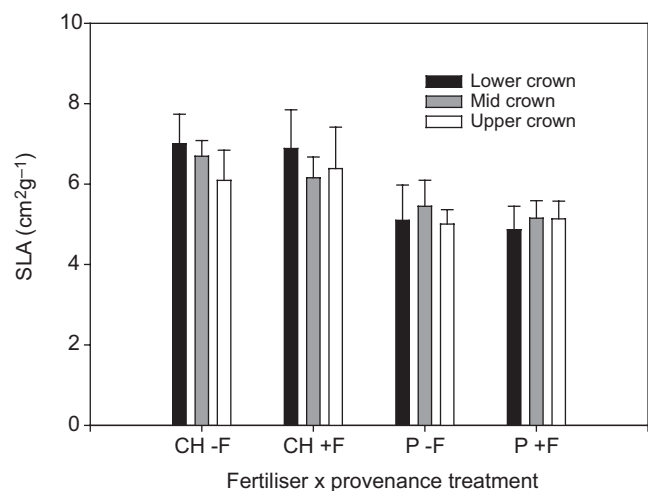 10
8
6
4
2
0
SLA (cm²g⁻¹)
Lower crown
Mid crown
Upper crown
CH -F
CH +F
P -F
P +F
Fertiliser x provenance treatment